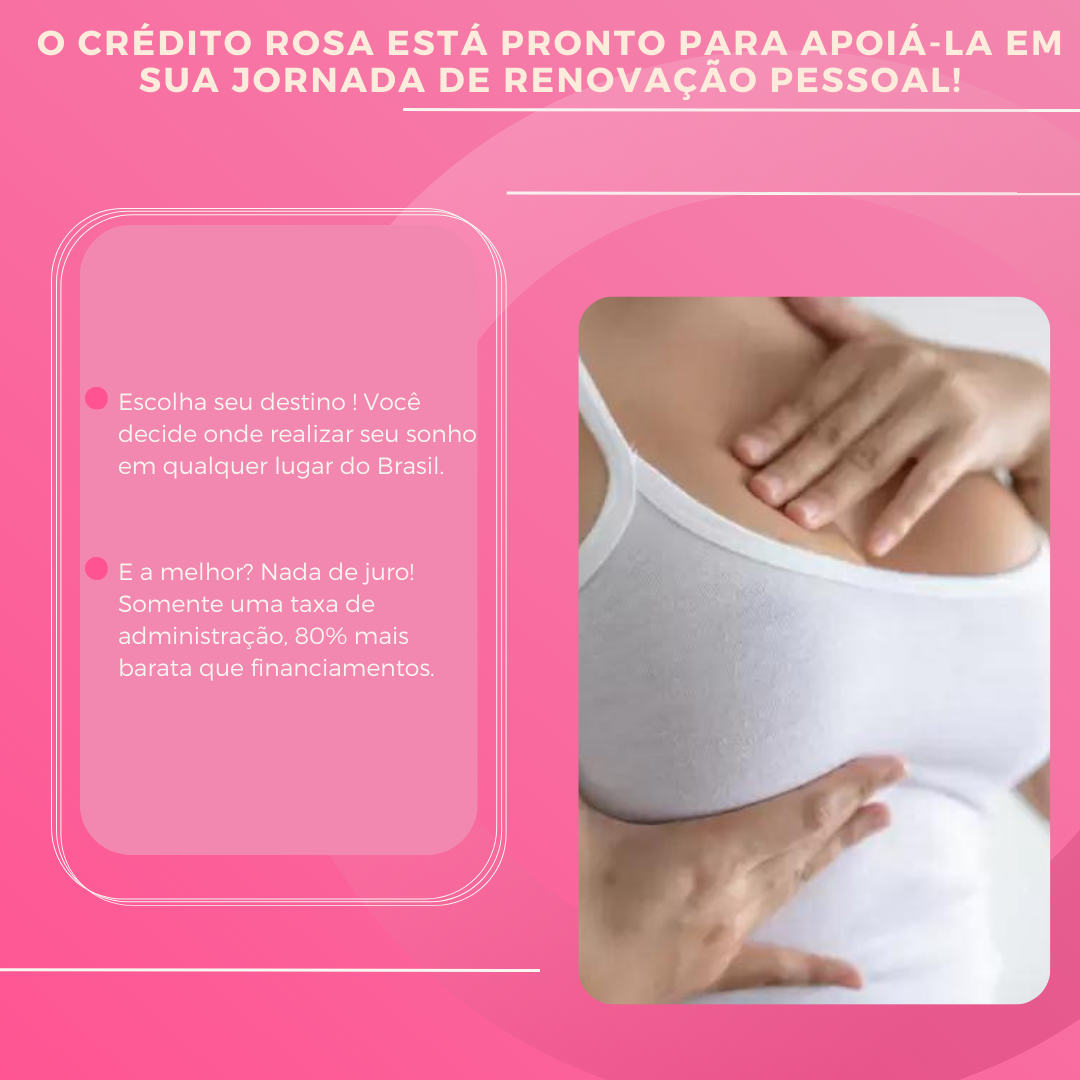 O CRÉDITO ROSA ESTÁ PRONTO PARA APOIÁ-LA EM
SUA JORNADA DE RENOVAÇÃO PESSOAL!
Escolha seu destino ! Você
decide onde realizar seu sonho
em qualquer lugar do Brasil.
E a melhor? Nada de juro!
Somente uma taxa de
administração, 80% mais
barata que financiamentos.